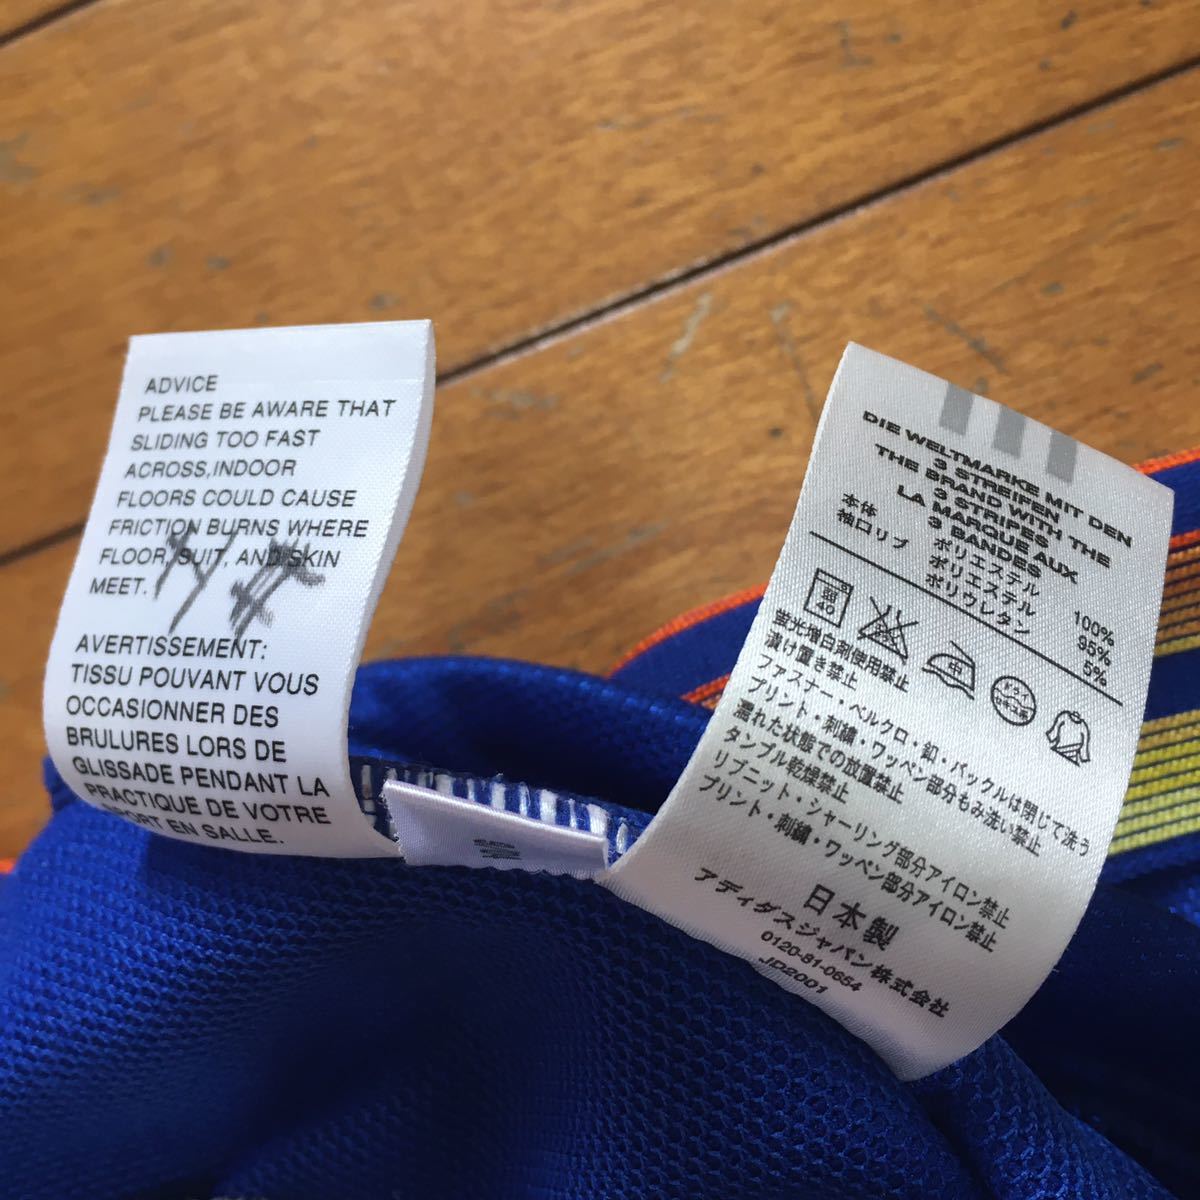 ADVICE
PLEASE BE AWARE THAT
SLIDING TOO FAST
ACROSS,INDOOR
FLOORS COULD CAUSE
FRICTION BURNS WHERE
FLOOR, SUIT, AND SKIN
MEET.
AVERTISSEMENT:
TISSU POUVANT VOUS
OCCASIONNER DES
BRULURES LORS DE
GLISSADE PENDANT LA
PRACTIQUE DE VOTRE
SPORT EN SALLE.
DIE WELTMARKE MIT DEN
3 STREIFEN
THE BRAND WITH THE
3 STRIPES
LA MARQUE AUX
3 BANDES
本体 ポリエステル 100%
袖口リブ ポリエステル 95%
ポリウレタン 5%
40
中
蛍光増白剤使用禁止
漬け置き禁止
ファスナー・ベルクロ・釦・バックルは閉じて洗う
プリント・刺繍・ワッペン部分もみ洗い禁止
濡れた状態での放置禁止
タンブル乾燥禁止
リブニット・シャーリング部分アイロン禁止
プリント・刺繍・ワッペン部分アイロン禁止
日本製
アディダスジャパン株式会社
0120-81-0654
JP2001